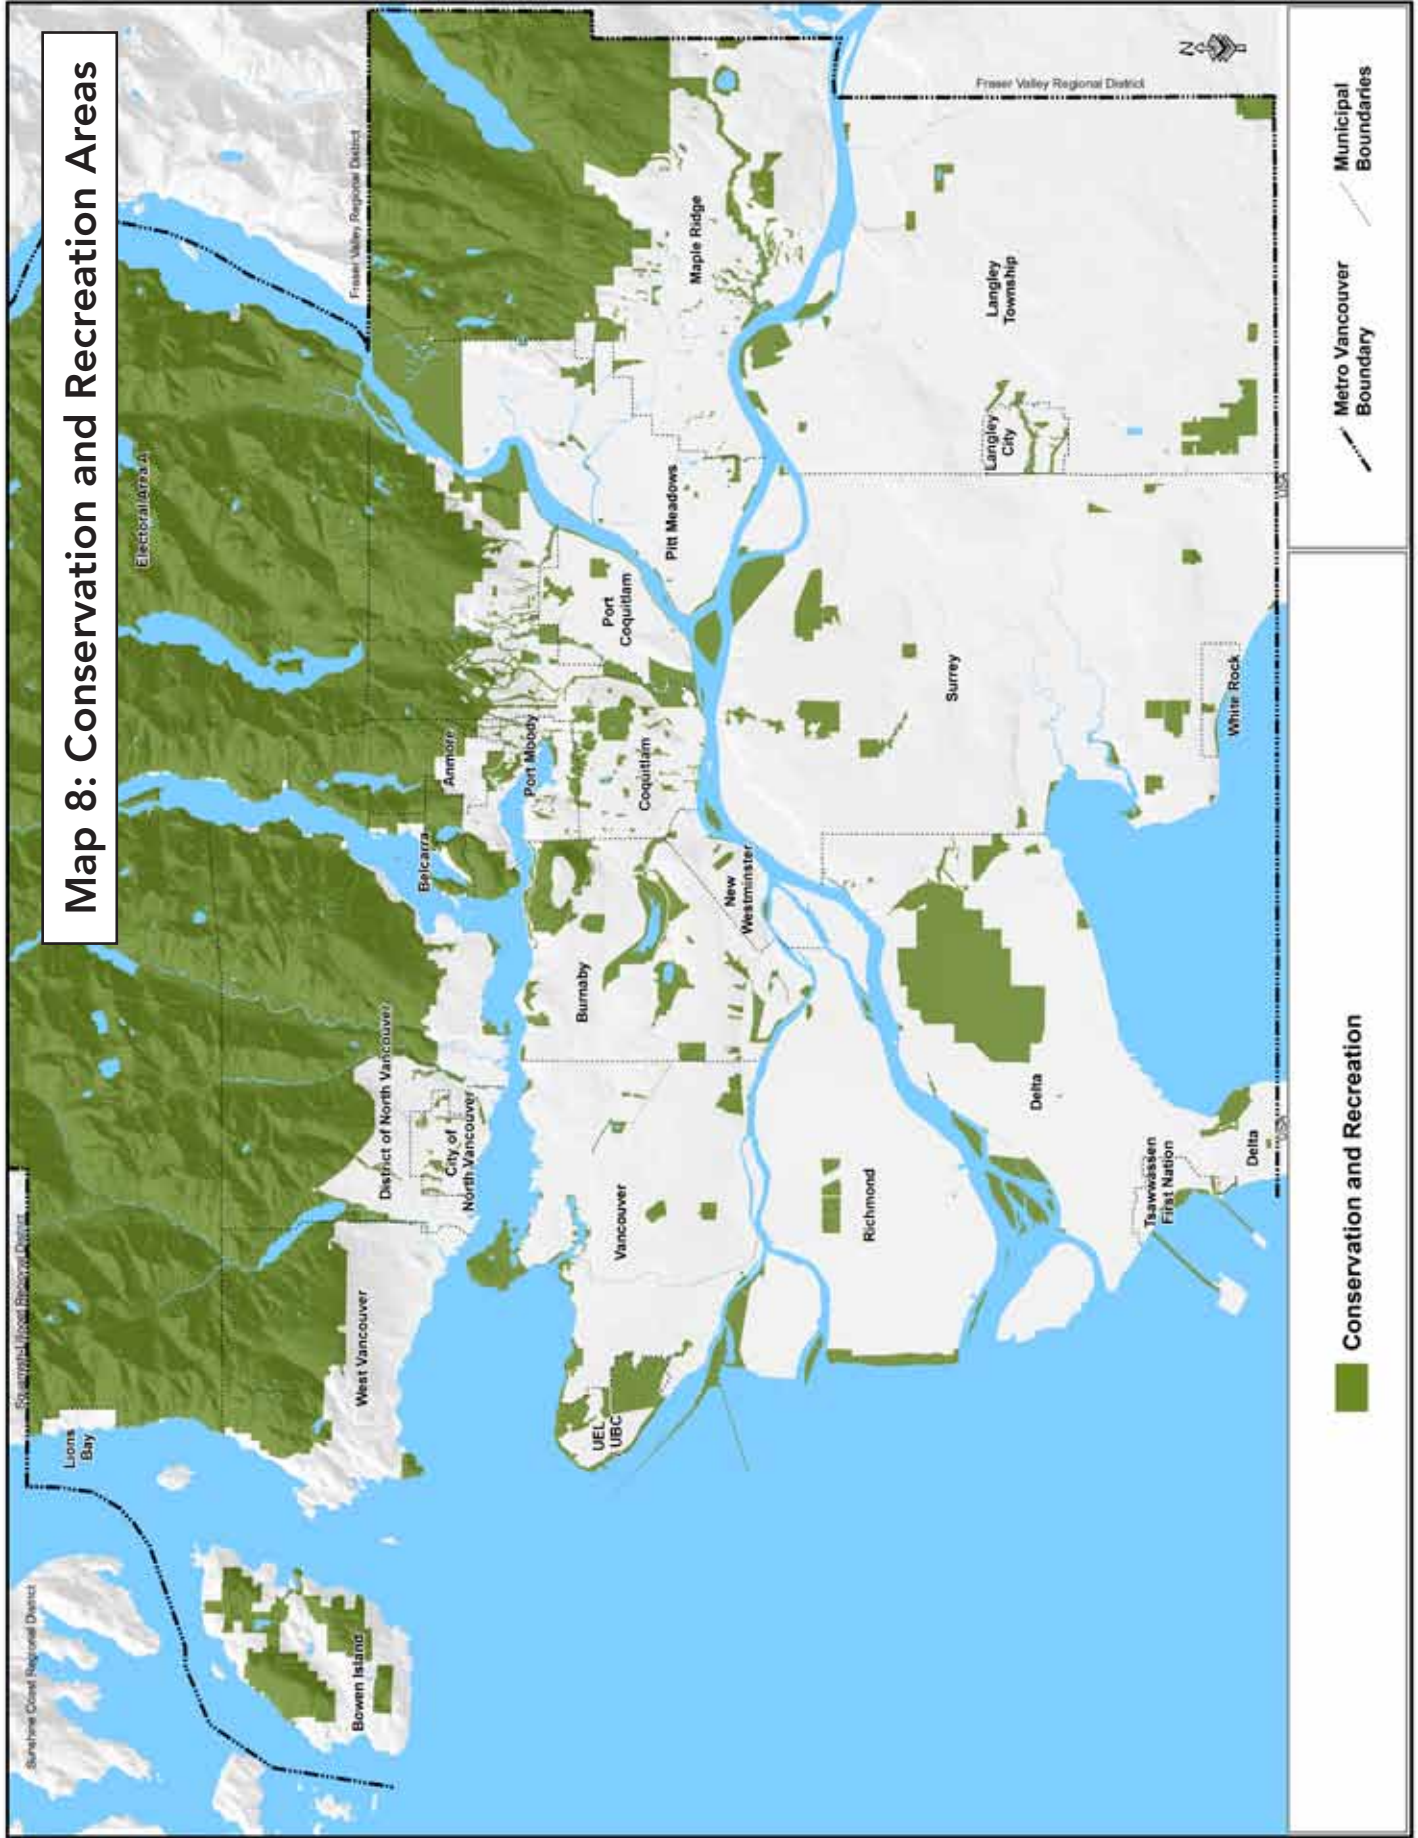 Map 8: Conservation and Recreation Areas
Sunshine Coast Regional District
Squamish-Lillooet Regional District
Lions
Bay
Electoral Area A
Fraser Valley Regional District
Bowen Island
West Vancouver
District of North Vancouver
City of
North Vancouver
Belcarra
Anmore
Port Moody
UEL
UBC
Vancouver
Burnaby
Coquitlam
Port
Coquitlam
Pitt Meadows
Maple Ridge
New
Westminster
Richmond
Surrey
Langley
City
Langley
Township
Fraser Valley Regional District
N
Delta
Tsawwassen
First Nation
Delta
White Rock
USA
USA
Conservation and Recreation
Metro Vancouver
Boundary
Municipal
Boundaries